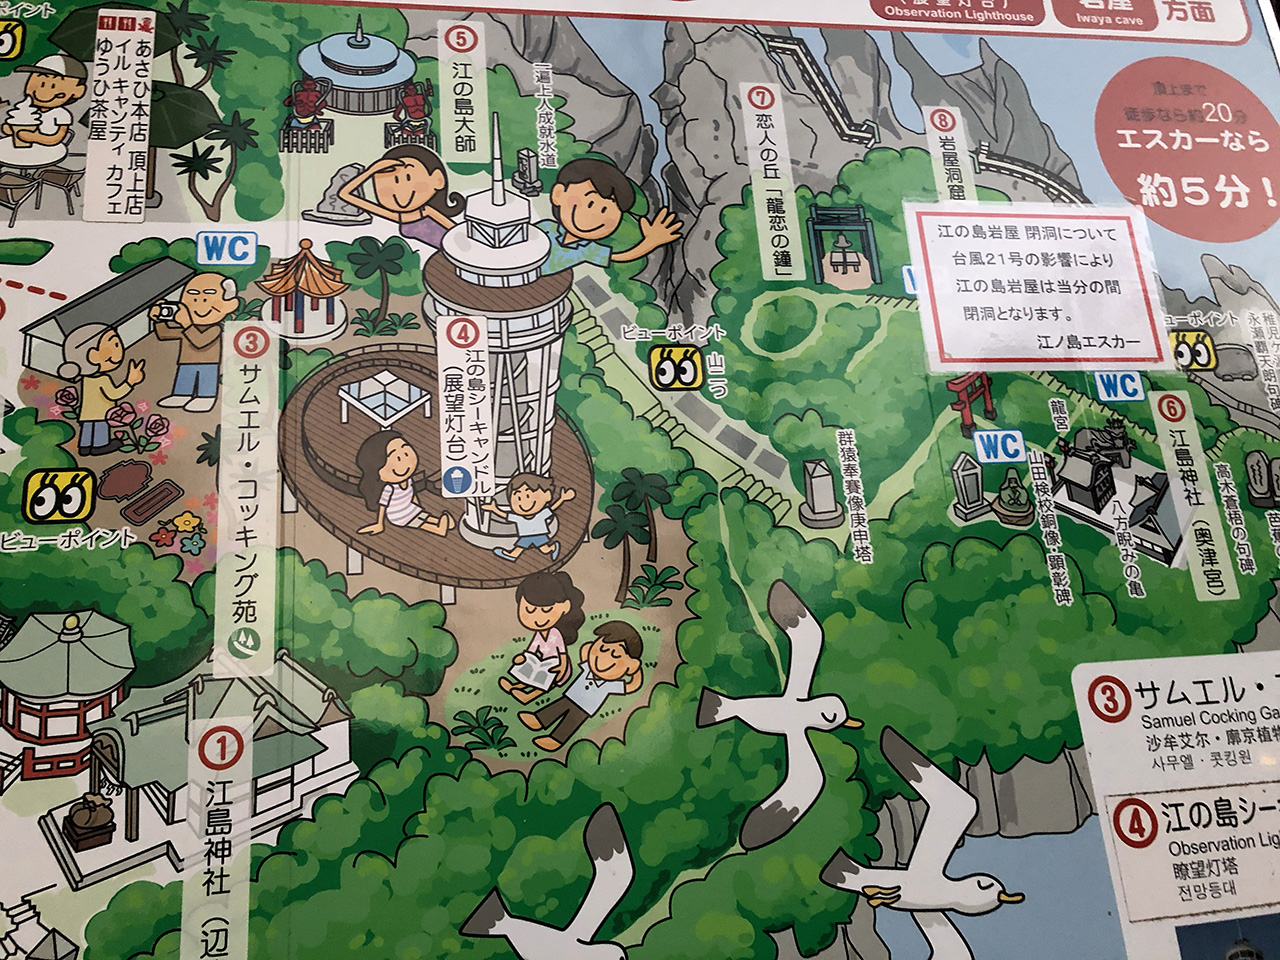 (展望灯台)
Observation Lighthouse
岩屋
Iwaya cave
方面
頂上まで
徒歩なら約20分
エスカーなら
約5分!
ポイント
あさひ本店 頂上店
イル キャンティ カフェ
ゆうひ茶屋
⑤ 江の島大師
一遍上人成就水道
⑦ 恋人の丘「龍恋の鐘」
⑧ 岩屋洞窟
江の島岩屋 閉洞について
台風21号の影響により
江の島岩屋は当分の間
閉洞となります。
江ノ島エスカー
WC
③ サムエル・コッキング苑
④ 江の島シーキャンドル
(展望灯台)
ビューポイント
山二つ
ューポイント
WC
WC
群猿奉賽像庚申塔
龍宮
山田検校銅像・顕彰碑
八方睨みの亀
⑥ 江島神社(奥津宮)
ビューポイント
① 江島神社(辺
③ サムエル・コ
Samuel Cocking Ga
沙牟艾尔・廓京植物
사무엘・콧킹원
④ 江の島シー
Observation Lig
瞭望灯塔
전망등대